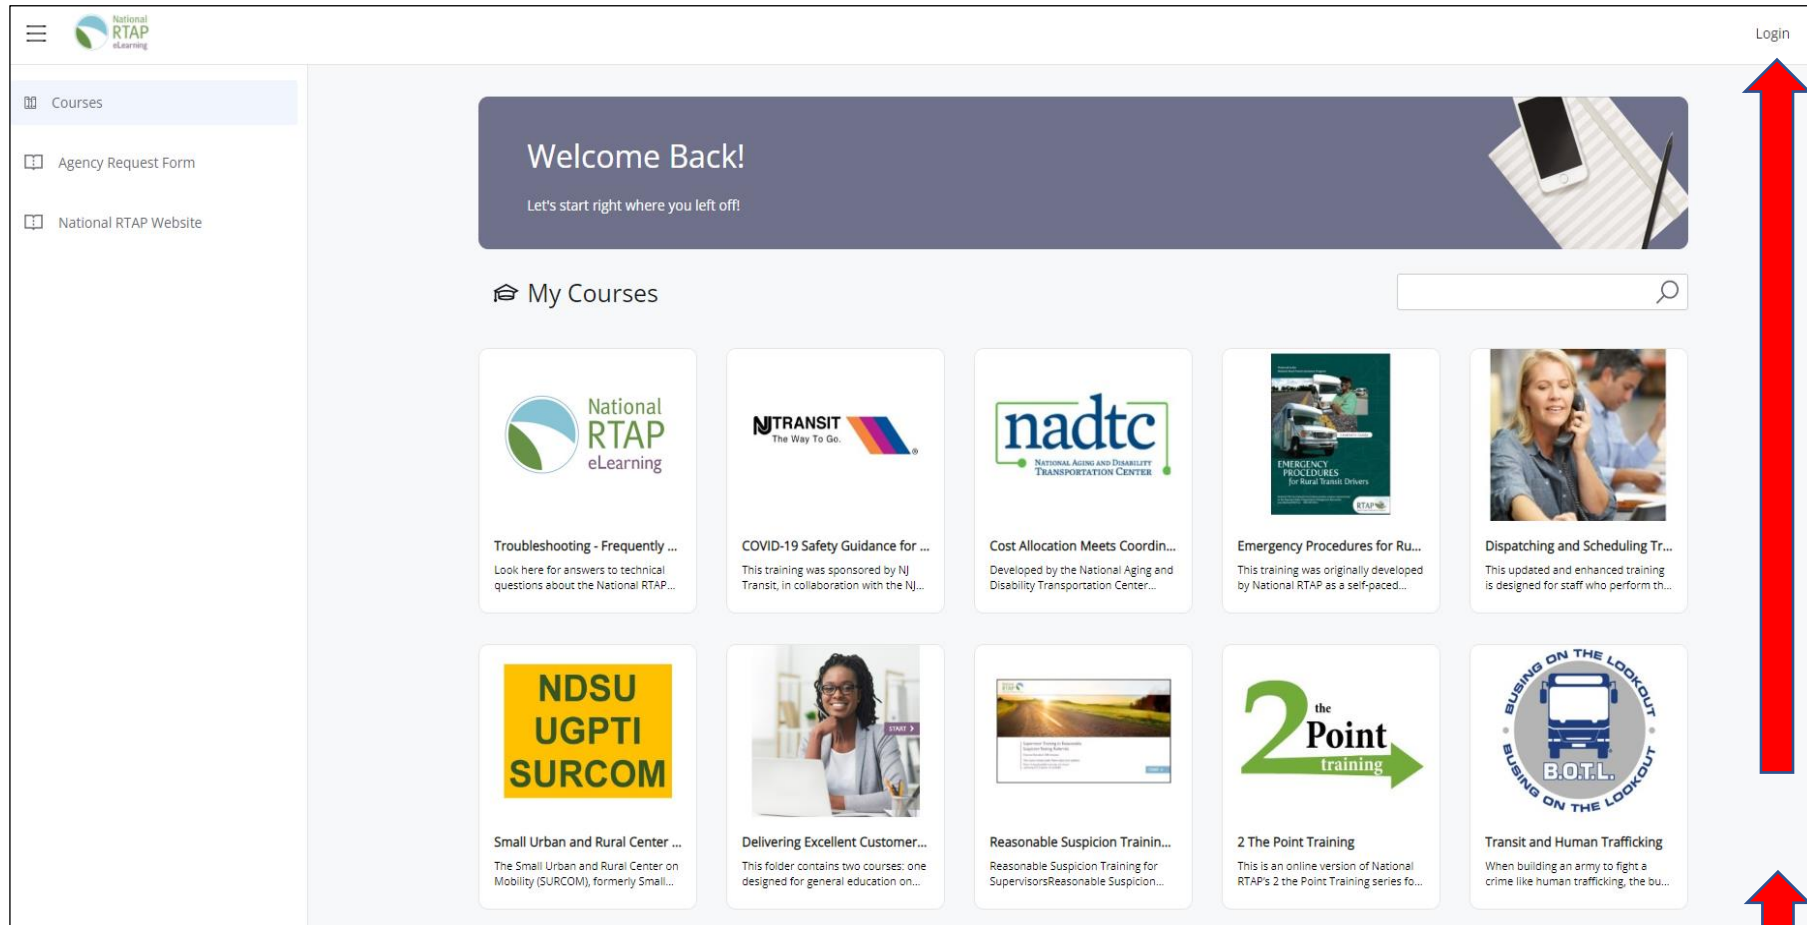 National
RTAP
eLearning
Login
Courses
Agency Request Form
National RTAP Website
Welcome Back!
Let's start right where you left off!
My Courses
National
RTAP
eLearning
Troubleshooting - Frequently ...
Look here for answers to technical
questions about the National RTAP...
NJTRANSIT
The Way To Go.
®
COVID-19 Safety Guidance for ...
This training was sponsored by NJ
Transit, in collaboration with the NJ...
nadtc
NATIONAL AGING AND DISABILITY
TRANSPORTATION CENTER
Cost Allocation Meets Coordin...
Developed by the National Aging and
Disability Transportation Center...
EMERGENCY
PROCEDURES
for Rural Transit Drivers
RTAP
Emergency Procedures for Ru...
This training was originally developed
by National RTAP as a self-paced...
Dispatching and Scheduling Tr...
This updated and enhanced training
is designed for staff who perform th...
NDSU
UGPTI
SURCOM
Small Urban and Rural Center ...
The Small Urban and Rural Center on
Mobility (SURCOM), formerly Small...
START >
Delivering Excellent Customer...
This folder contains two courses: one
designed for general education on...
Reasonable Suspicion Trainin...
Reasonable Suspicion Training for
SupervisorsReasonable Suspicion...
2 the
Point
training
2 The Point Training
This is an online version of National
RTAP's 2 the Point Training series fo...
BUSING ON THE LOOKOUT
B.O.T.L.
BUSING ON THE LOOKOUT
Transit and Human Trafficking
When building an army to fight a
crime like human trafficking, the bu...